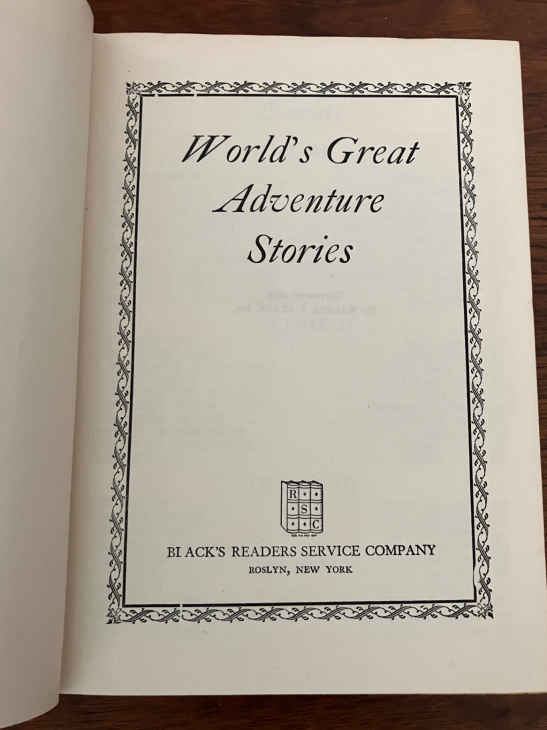 World's Great
Adventure
Stories
R
S
C
BLACK'S READERS SERVICE COMPANY
ROSLYN, NEW YORK